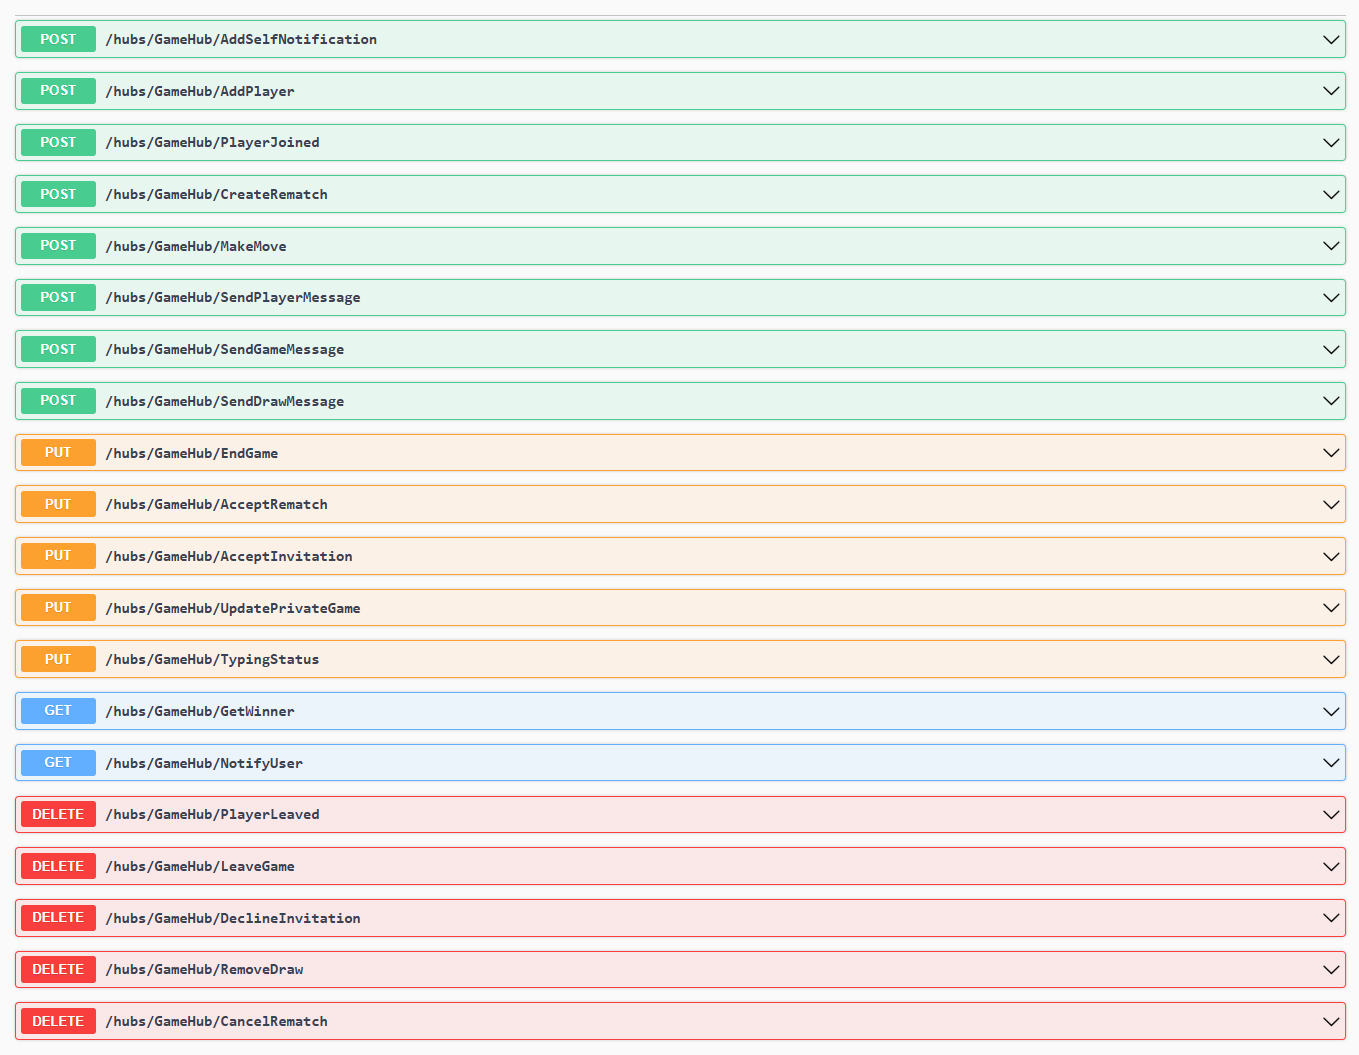 POST /hubs/GameHub/AddSelfNotification
POST /hubs/GameHub/AddPlayer
POST /hubs/GameHub/PlayerJoined
POST /hubs/GameHub/CreateRematch
POST /hubs/GameHub/MakeMove
POST /hubs/GameHub/SendPlayerMessage
POST /hubs/GameHub/SendGameMessage
POST /hubs/GameHub/SendDrawMessage
PUT /hubs/GameHub/EndGame
PUT /hubs/GameHub/AcceptRematch
PUT /hubs/GameHub/AcceptInvitation
PUT /hubs/GameHub/UpdatePrivateGame
PUT /hubs/GameHub/TypingStatus
GET /hubs/GameHub/GetWinner
GET /hubs/GameHub/NotifyUser
DELETE /hubs/GameHub/PlayerLeaved
DELETE /hubs/GameHub/LeaveGame
DELETE /hubs/GameHub/DeclineInvitation
DELETE /hubs/GameHub/RemoveDraw
DELETE /hubs/GameHub/CancelRematch